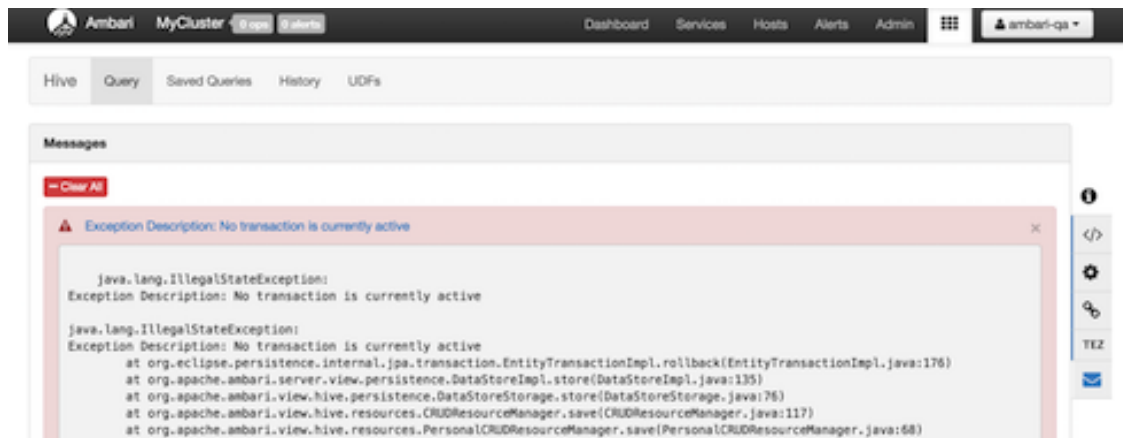 Ambari MyCluster 0 ops 0 alerts Dashboard Services Hosts Alerts Admin ambari-qa
Hive Query Saved Queries History UDFs
Messages
Clear All
Exception Description: No transaction is currently active ×
java.lang.IllegalStateException:
Exception Description: No transaction is currently active
java.lang.IllegalStateException:
Exception Description: No transaction is currently active
at org.eclipse.persistence.internal.jpa.transaction.EntityTransactionImpl.rollback(EntityTransactionImpl.java:176)
at org.apache.ambari.server.view.persistence.DataStoreImpl.store(DataStoreImpl.java:135)
at org.apache.ambari.view.hive.persistence.DataStoreStorage.store(DataStoreStorage.java:76)
at org.apache.ambari.view.hive.resources.CRUDResourceManager.save(CRUDResourceManager.java:117)
at org.apache.ambari.view.hive.resources.PersonalCRUDResourceManager.save(PersonalCRUDResourceManager.java:68)
TEZ